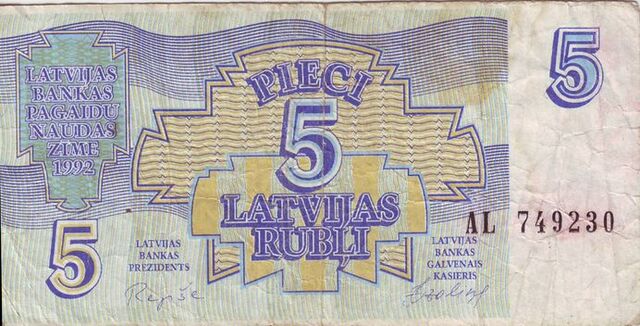 LATVIJAS
BANKAS
PAGAIDU
NAUDAS
ZIME
1992
PIECI
5
5
LATVIJAS
RUBĻI
5
AL 749230
LATVIJAS
BANKAS
PREZIDENTS
LATVIJAS
BANKAS
GALVENAIS
KASIERIS